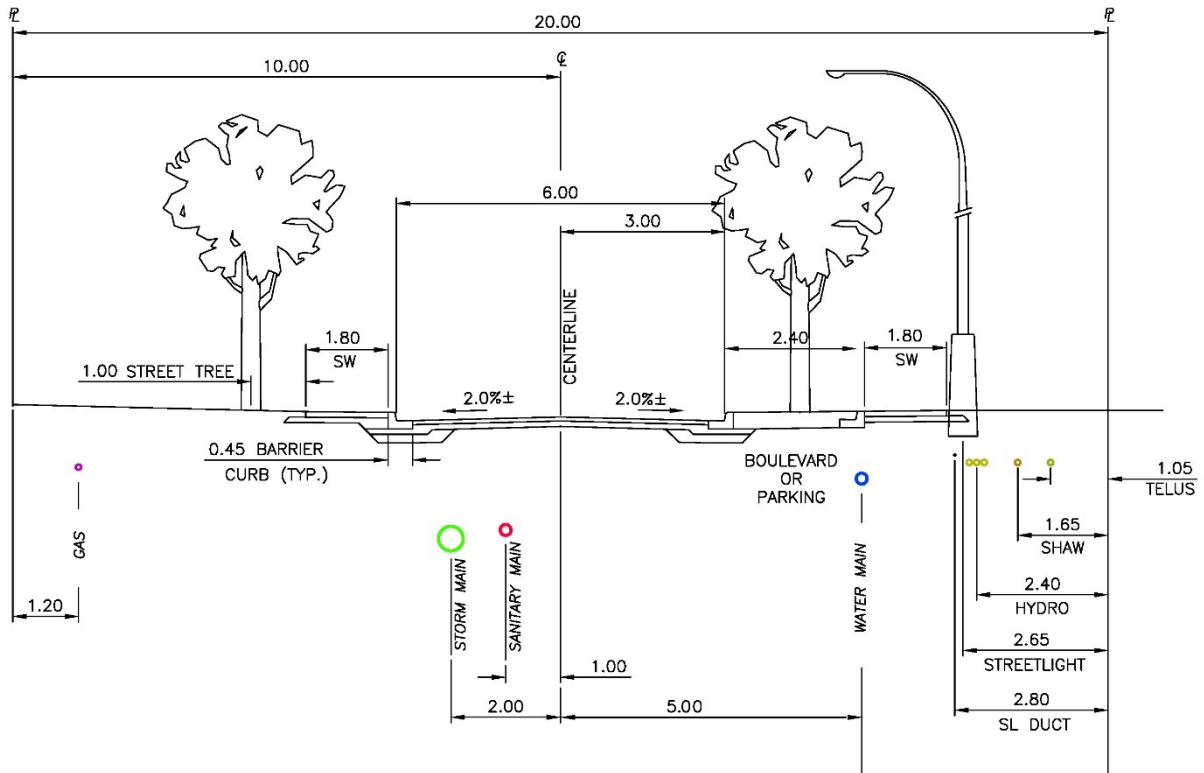 ℄ ℄
20.00
10.00
℄
6.00
3.00
CENTERLINE
1.80
SW
2.40
1.80
SW
1.00 STREET TREE
2.0%±
2.0%±
0.45 BARRIER
CURB (TYP.)
BOULEVARD
OR
PARKING
1.05
TELUS
GAS
1.65
SHAW
STORM MAIN
SANITARY MAIN
WATER MAIN
2.40
HYDRO
1.20
2.65
STREETLIGHT
1.00
2.00
5.00
2.80
SL DUCT